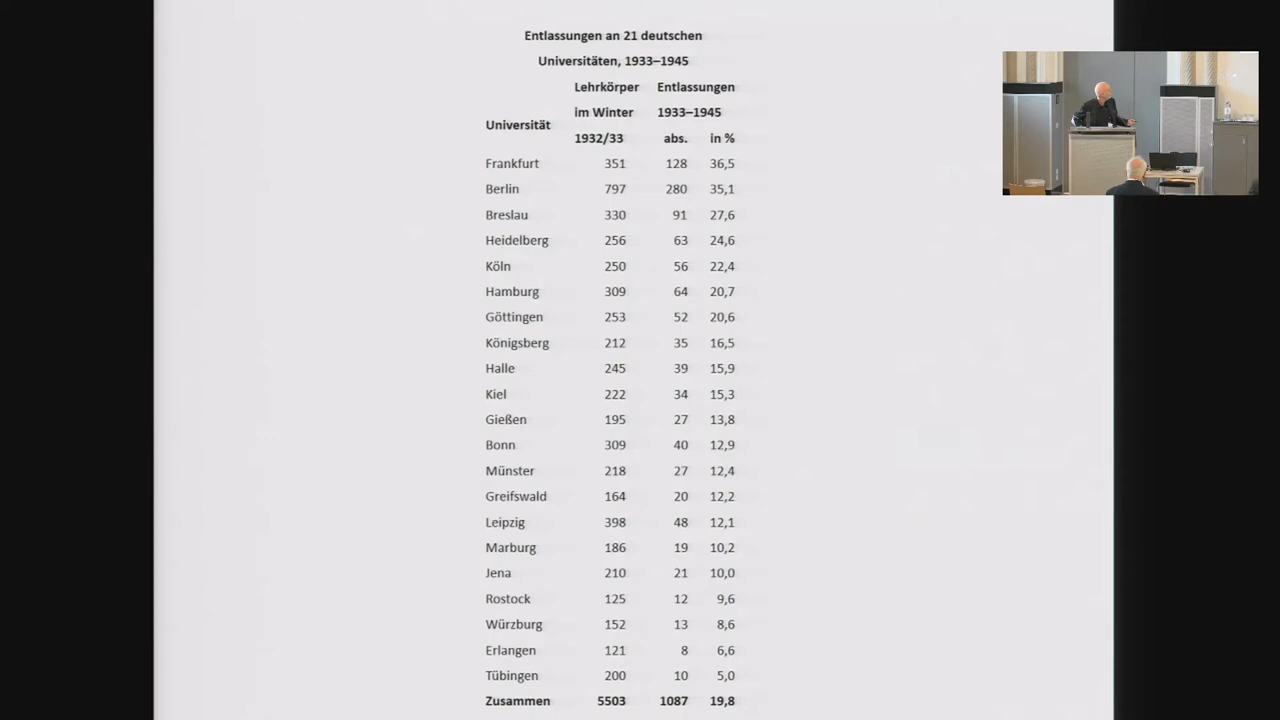 Entlassungen an 21 deutschen
Universitäten, 1933–1945
Lehrkörper Entlassungen
im Winter 1933–1945
Universität
1932/33 abs. in %
Frankfurt 351 128 36,5
Berlin 797 280 35,1
Breslau 330 91 27,6
Heidelberg 256 63 24,6
Köln 250 56 22,4
Hamburg 309 64 20,7
Göttingen 253 52 20,6
Königsberg 212 35 16,5
Halle 245 39 15,9
Kiel 222 34 15,3
Gießen 195 27 13,8
Bonn 309 40 12,9
Münster 218 27 12,4
Greifswald 164 20 12,2
Leipzig 398 48 12,1
Marburg 186 19 10,2
Jena 210 21 10,0
Rostock 125 12 9,6
Würzburg 152 13 8,6
Erlangen 121 8 6,6
Tübingen 200 10 5,0
Zusammen 5503 1087 19,8